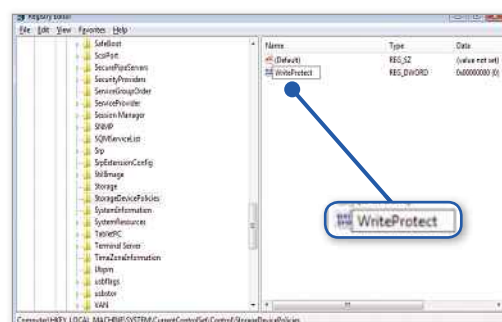 Registry Editor
File Edit View Favorites Help
Name Type Data
(Default) REG_SZ (value not set)
WriteProtect REG_DWORD 0x00000000 (0)
SafeBoot
ScsiPort
SecurePipeServers
SecurityProviders
ServiceGroupOrder
ServiceProvider
Session Manager
SNMP
SQMServiceList
Srp
SrpExtensionConfig
StillImage
Storage
StorageDevicePolicies
SystemInformation
SystemResources
TabletPC
Terminal Server
TimeZoneInformation
usbflags
usbstor
VAN
WriteProtect
Computer\HKEY_LOCAL_MACHINE\SYSTEM\CurrentControlSet\Control\StorageDevicePolicies